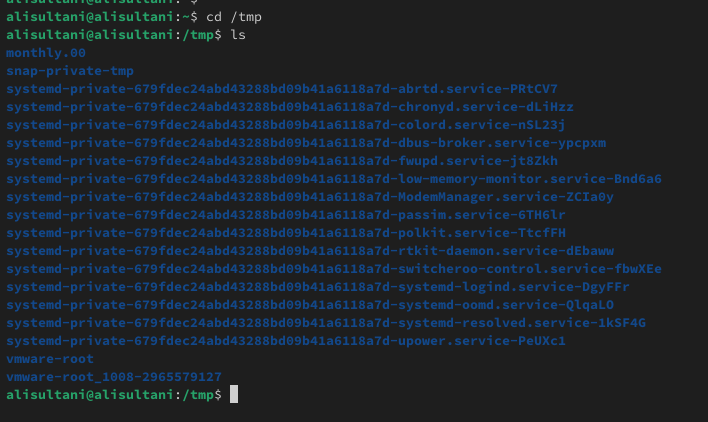 alisultani@alisultani:~$ cd /tmp
alisultani@alisultani:/tmp$ ls
monthly.00
snap-private-tmp
systemd-private-679fdec24abd43288bd09b41a6118a7d-abrtd.service-PRtCV7
systemd-private-679fdec24abd43288bd09b41a6118a7d-chronyd.service-dLiHzz
systemd-private-679fdec24abd43288bd09b41a6118a7d-colord.service-nSL23j
systemd-private-679fdec24abd43288bd09b41a6118a7d-dbus-broker.service-ypcpxm
systemd-private-679fdec24abd43288bd09b41a6118a7d-fwupd.service-jt8Zkh
systemd-private-679fdec24abd43288bd09b41a6118a7d-low-memory-monitor.service-Bnd6a6
systemd-private-679fdec24abd43288bd09b41a6118a7d-ModemManager.service-ZCIa0y
systemd-private-679fdec24abd43288bd09b41a6118a7d-passim.service-6TH6lr
systemd-private-679fdec24abd43288bd09b41a6118a7d-polkit.service-TtcfFH
systemd-private-679fdec24abd43288bd09b41a6118a7d-rtkit-daemon.service-dEbaww
systemd-private-679fdec24abd43288bd09b41a6118a7d-switcheroo-control.service-fbwXEe
systemd-private-679fdec24abd43288bd09b41a6118a7d-systemd-logind.service-DgyFFr
systemd-private-679fdec24abd43288bd09b41a6118a7d-systemd-oomd.service-QlqaLO
systemd-private-679fdec24abd43288bd09b41a6118a7d-systemd-resolved.service-1kSF4G
systemd-private-679fdec24abd43288bd09b41a6118a7d-upower.service-PeUXc1
vmware-root
vmware-root_1008-2965579127
alisultani@alisultani:/tmp$